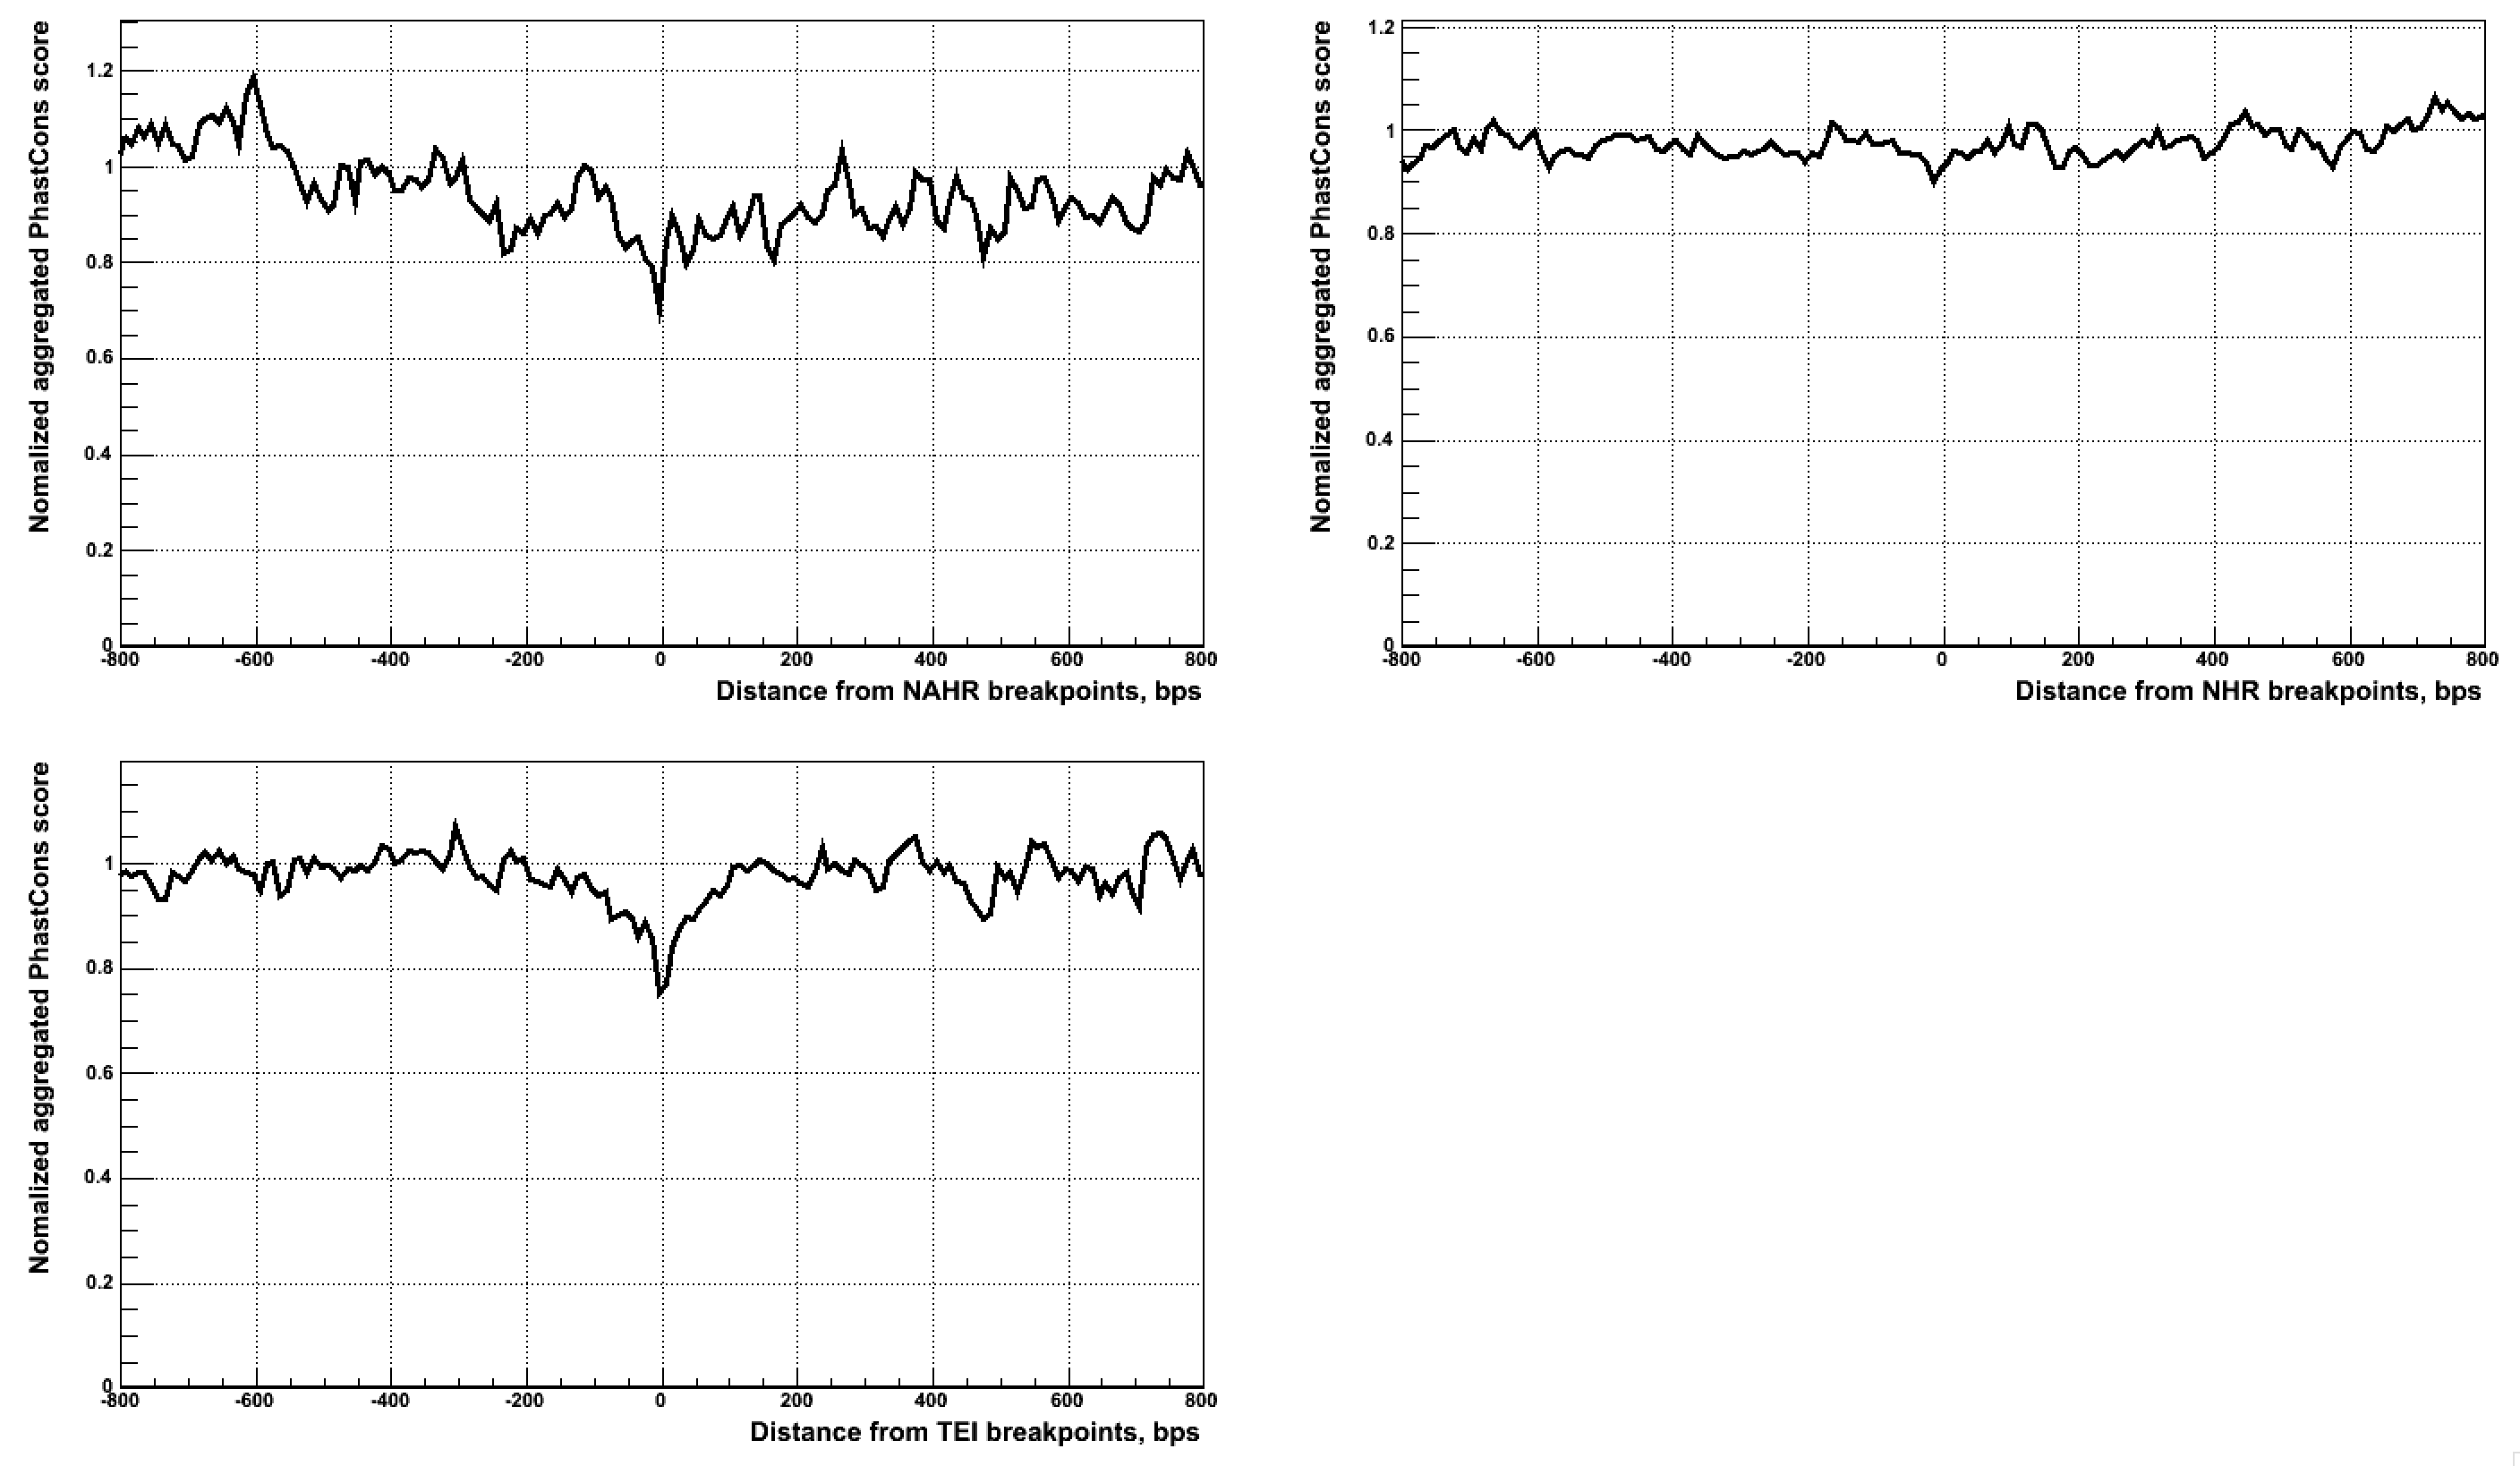 Nomalized aggregated PhastCons score
1.2
1
0.8
0.6
0.4
0.2
0
-800 -600 -400 -200 0 200 400 600 800
Distance from NAHR breakpoints, bps
Nomalized aggregated PhastCons score
1.2
1
0.8
0.6
0.4
0.2
0
-800 -600 -400 -200 0 200 400 600 800
Distance from NHR breakpoints, bps
Nomalized aggregated PhastCons score
1
0.8
0.6
0.4
0.2
0
-800 -600 -400 -200 0 200 400 600 800
Distance from TEI breakpoints, bps